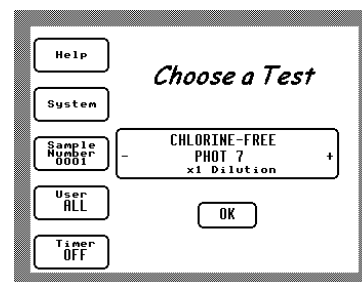 Help
System
Sample
Number
0001
User
ALL
Timer
OFF
Choose a Test
- CHLORINE-FREE
PHOT 7 +
x1 Dilution
OK